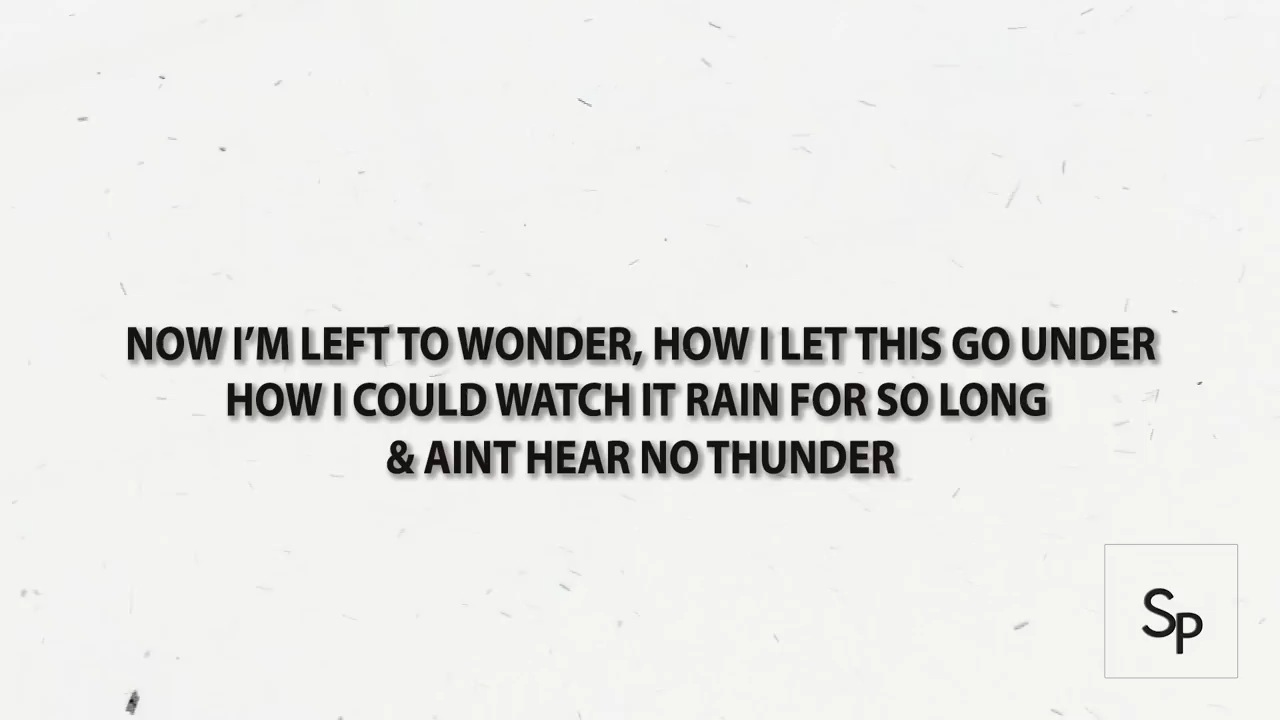 NOW I’M LEFT TO WONDER, HOW I LET THIS GO UNDER
HOW I COULD WATCH IT RAIN FOR SO LONG
& AINT HEAR NO THUNDER
Sp